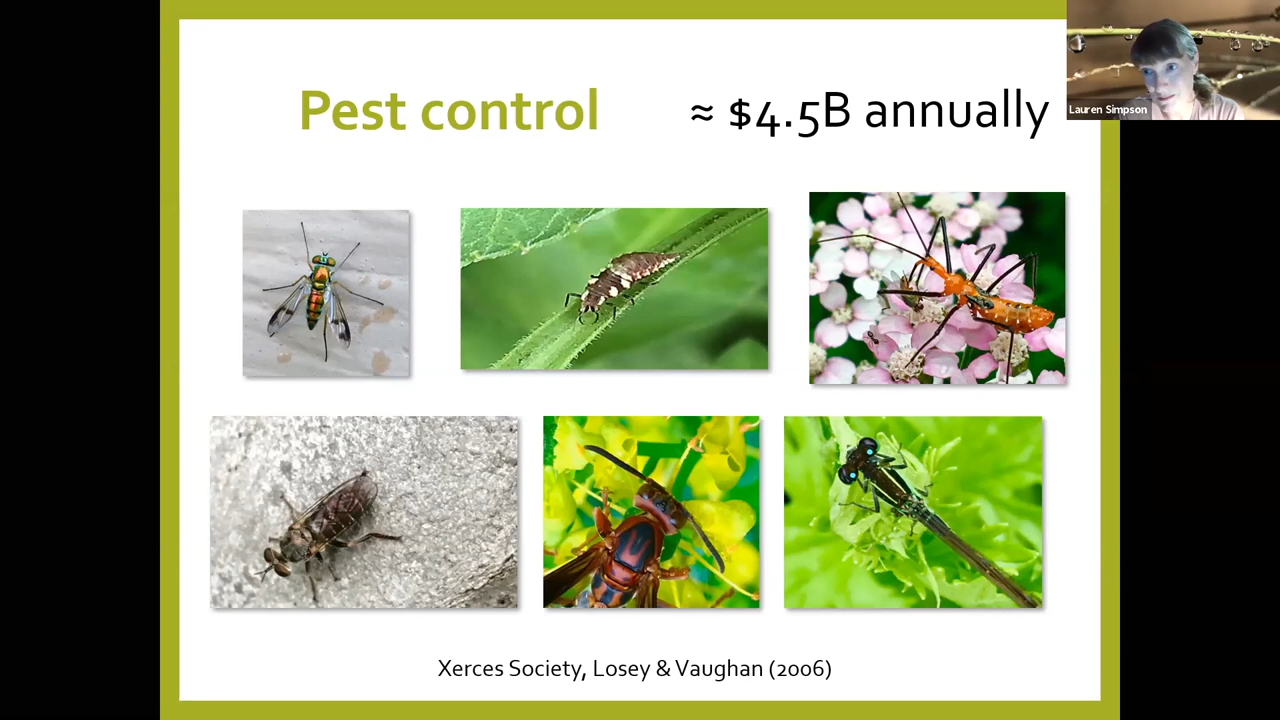 Pest control
≈ $4.5B annually
Lauren Simpson
Xerces Society, Losey & Vaughan (2006)